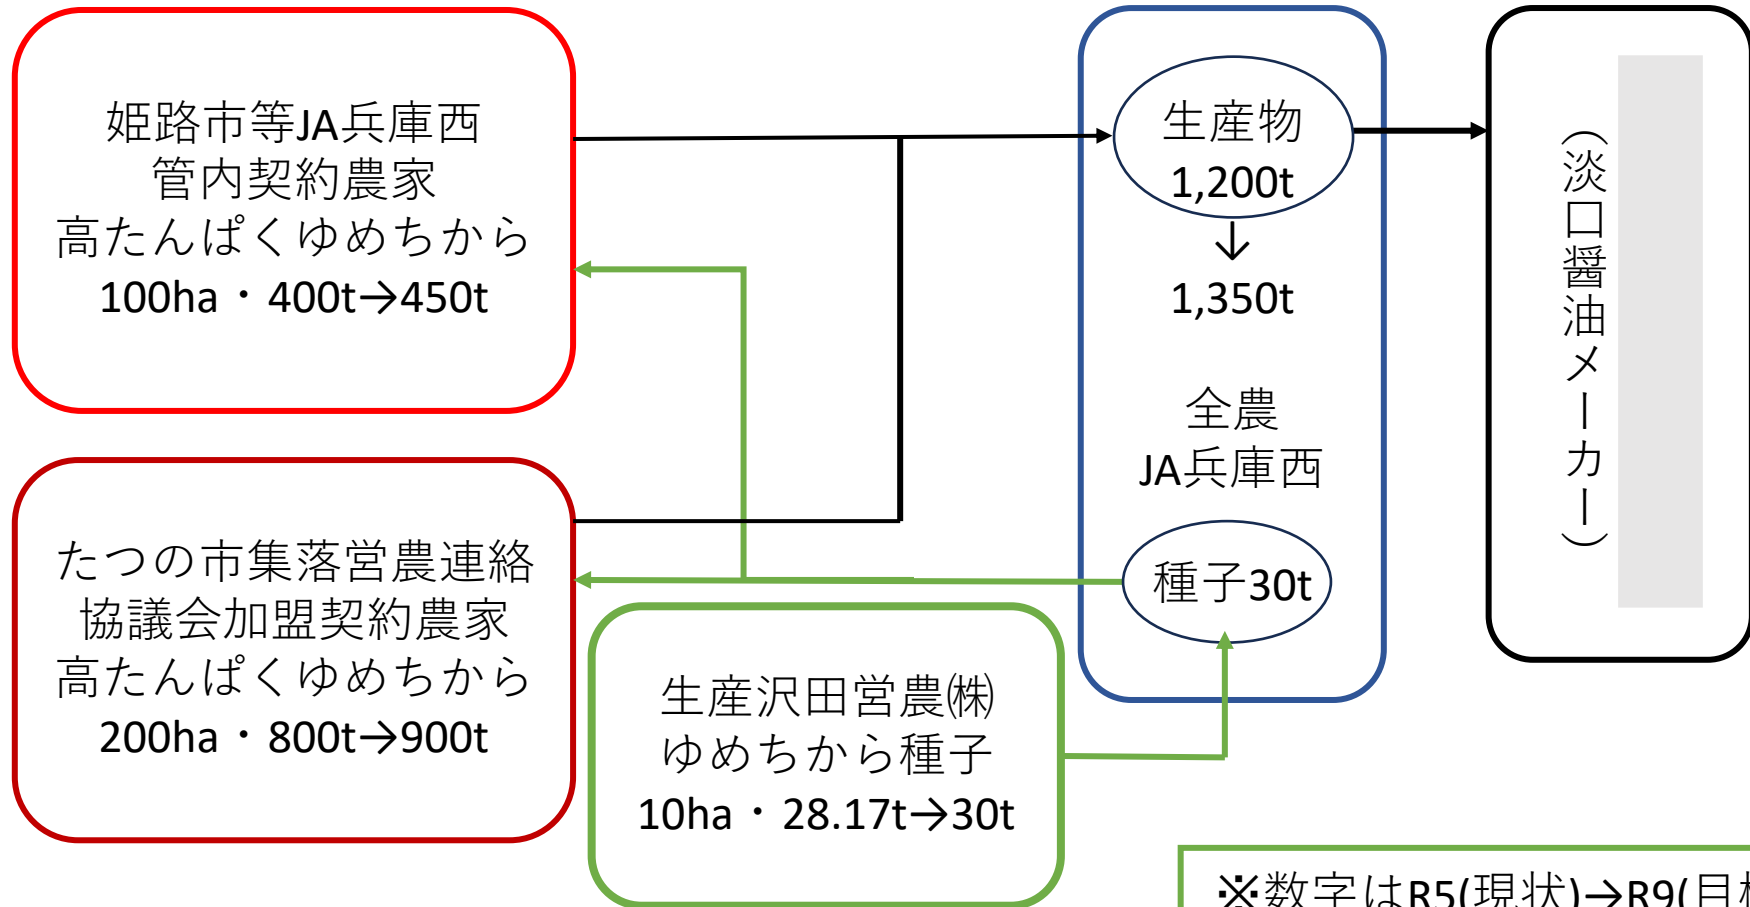 姫路市等JA兵庫西
管内契約農家
高たんぱくゆめちから
100ha・400t→450t
たつの市集落営農連絡
協議会加盟契約農家
高たんぱくゆめちから
200ha・800t→900t
生産沢田営農㈱
ゆめちから種子
10ha・28.17t→30t
生産物
1,200t
↓
1,350t
全農
JA兵庫西
種子30t
（淡口醤油メーカー）
※数字はR5(現状)→R9(目標